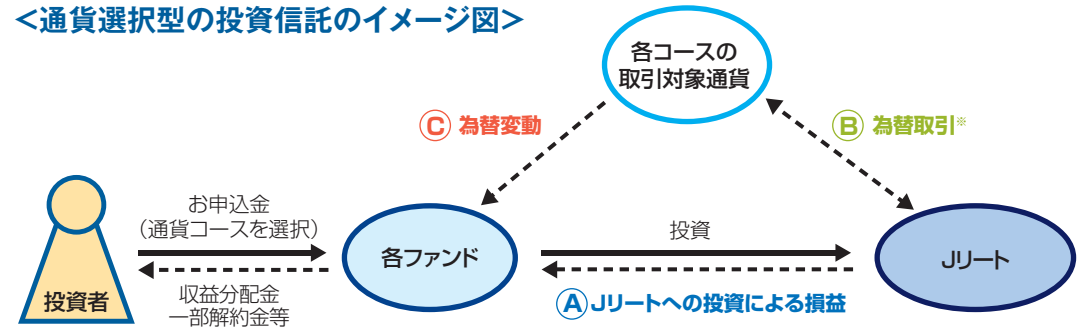 <通貨選択型の投資信託のイメージ図>
各コースの
取引対象通貨
C 為替変動
B 為替取引※
お申込金
(通貨コースを選択)
投資者
収益分配金
一部解約金等
各ファンド
投資
A Jリートへの投資による損益
Jリート